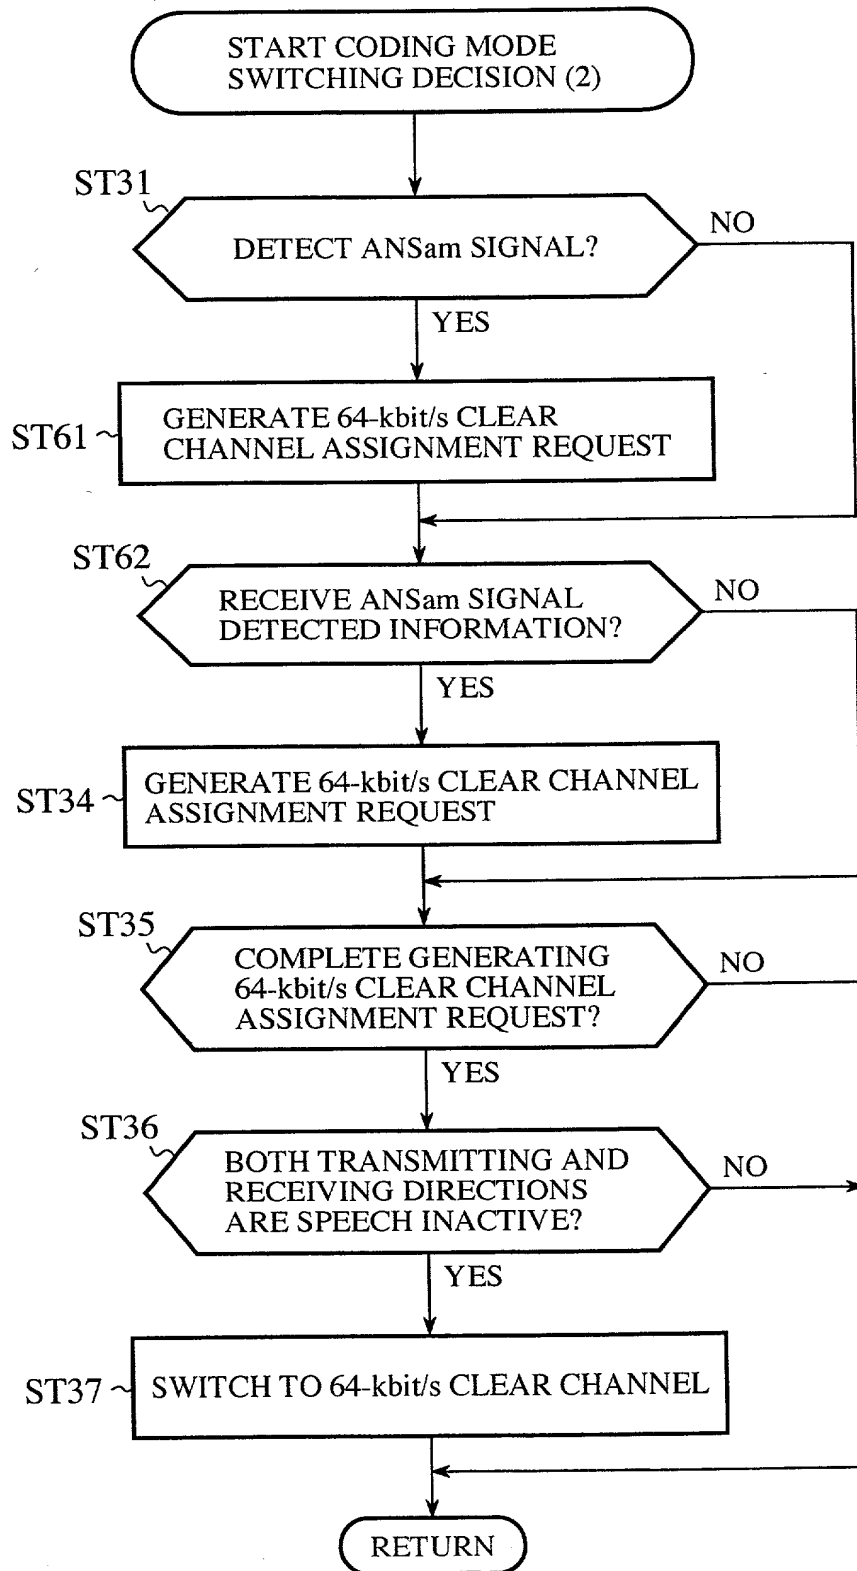 START CODING MODE
SWITCHING DECISION (2)
ST31
DETECT ANSam SIGNAL?
NO
YES
ST61
GENERATE 64-kbit/s CLEAR
CHANNEL ASSIGNMENT REQUEST
ST62
RECEIVE ANSam SIGNAL
DETECTED INFORMATION?
NO
YES
ST34
GENERATE 64-kbit/s CLEAR CHANNEL
ASSIGNMENT REQUEST
ST35
COMPLETE GENERATING
64-kbit/s CLEAR CHANNEL
ASSIGNMENT REQUEST?
NO
YES
ST36
BOTH TRANSMITTING AND
RECEIVING DIRECTIONS
ARE SPEECH INACTIVE?
NO
YES
ST37
SWITCH TO 64-kbit/s CLEAR CHANNEL
RETURN